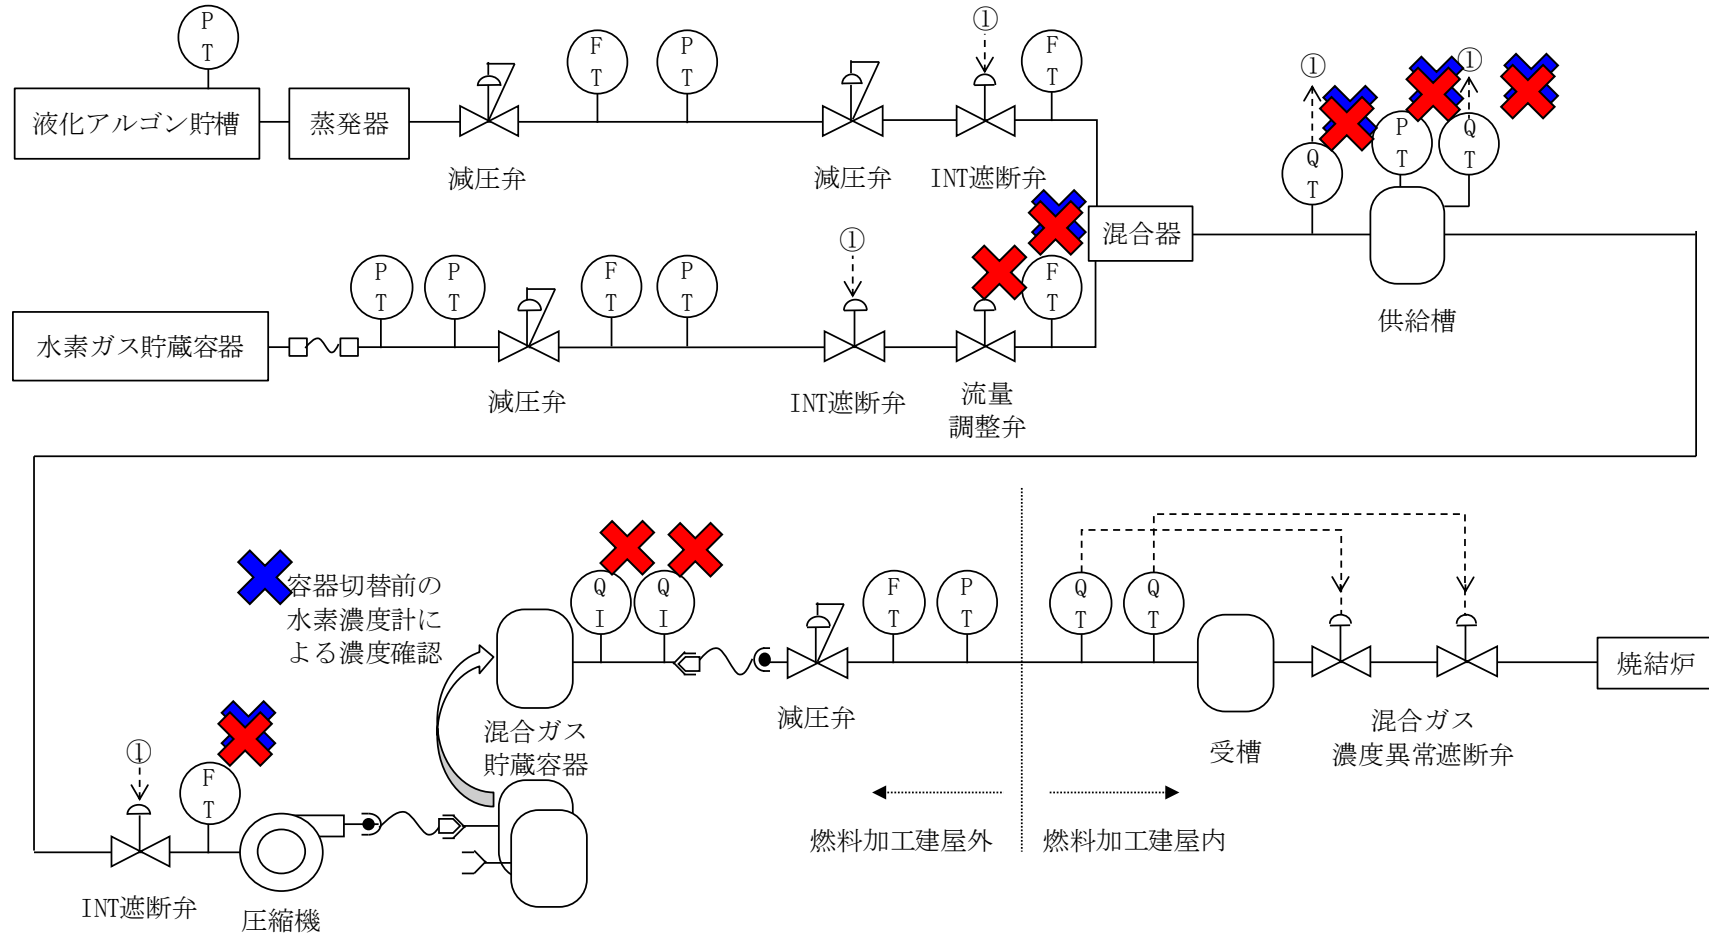 P
T
F
T
P
T
①
F
T
液化アルゴン貯槽
蒸発器
減圧弁
減圧弁
INT遮断弁
①
①
Q
T
P
T
Q
T
混合器
供給槽
P
T
P
T
F
T
P
T
①
F
T
水素ガス貯蔵容器
減圧弁
INT遮断弁
流量
調整弁
容器切替前の
水素濃度計に
よる濃度確認
Q
I
Q
I
F
T
P
T
Q
T
Q
T
混合ガス
貯蔵容器
減圧弁
受槽
混合ガス
濃度異常遮断弁
焼結炉
①
F
T
INT遮断弁
圧縮機
燃料加工建屋外
燃料加工建屋内